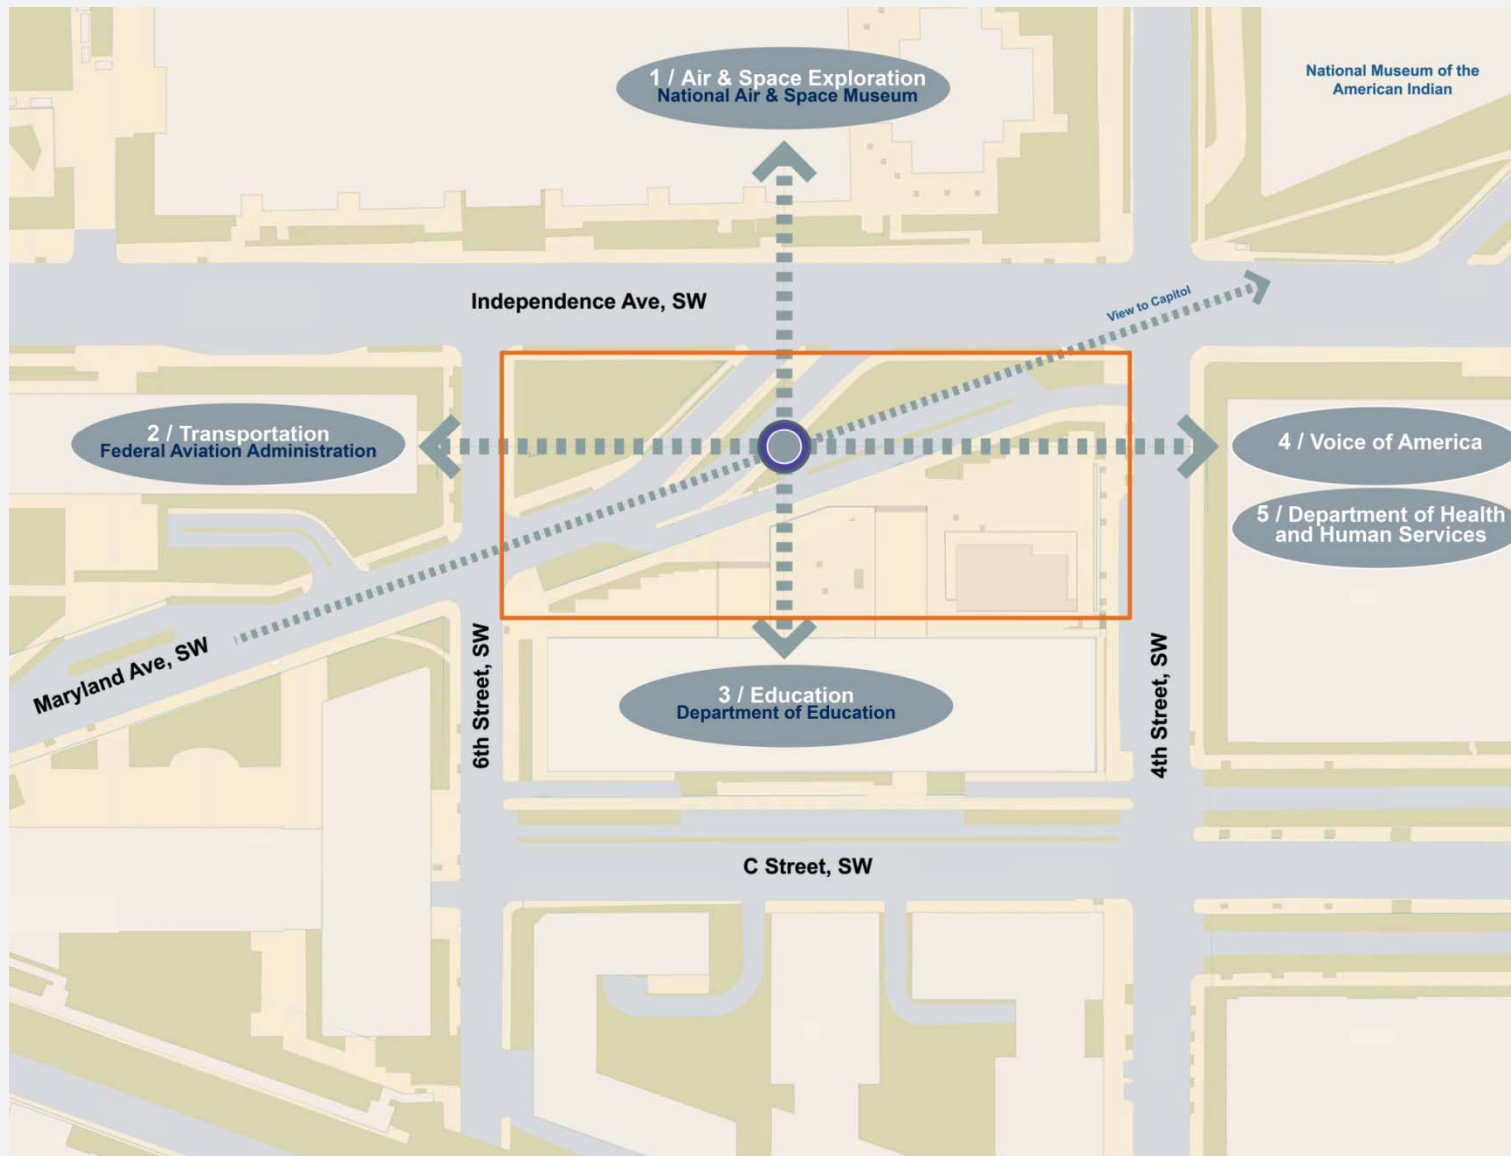 1 / Air & Space Exploration
National Air & Space Museum
National Museum of the
American Indian
View to Capitol
Independence Ave, SW
2 / Transportation
Federal Aviation Administration
4 / Voice of America
5 / Department of Health
and Human Services
Maryland Ave, SW
6th Street, SW
3 / Education
Department of Education
4th Street, SW
C Street, SW